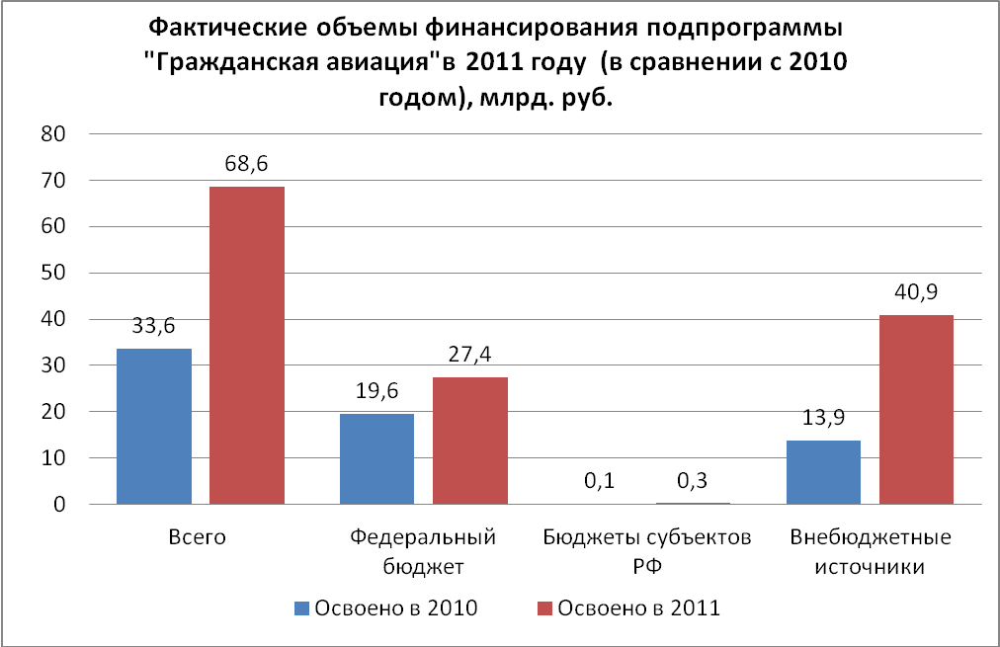 Фактические объемы финансирования подпрограммы
"Гражданская авиация"в 2011 году (в сравнении с 2010
годом), млрд. руб.
80
70
60
50
40
30
20
10
0
33,6
68,6
19,6
27,4
0,1
0,3
13,9
40,9
Всего
Федеральный
бюджет
Бюджеты субъектов
РФ
Внебюджетные
источники
Освоено в 2010
Освоено в 2011